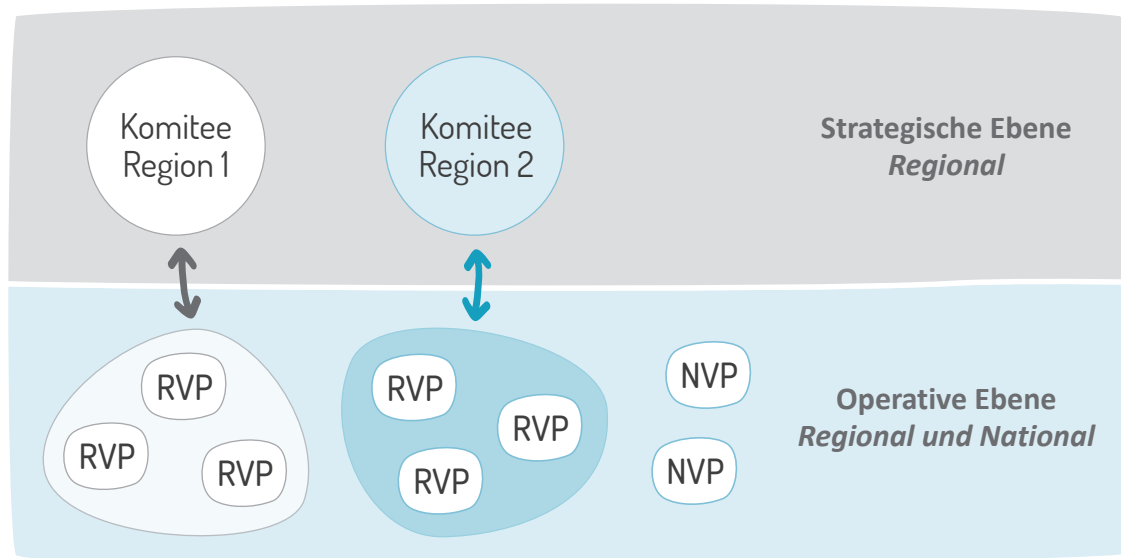 Komitee
Region 1
Komitee
Region 2
Strategische Ebene
Regional
RVP
RVP
RVP
RVP
RVP
RVP
NVP
NVP
Operative Ebene
Regional und National